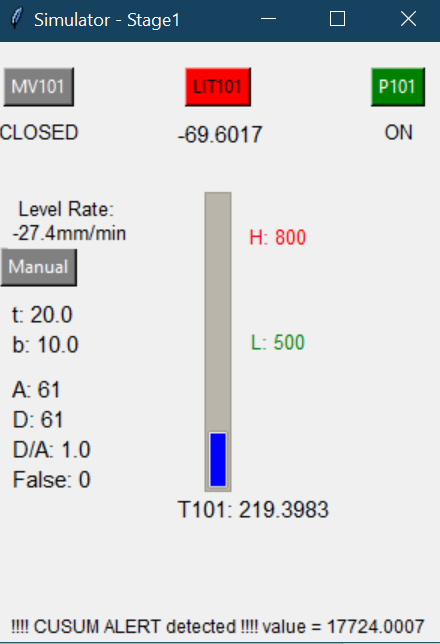 Simulator - Stage1
MV101 LIT101 P101
CLOSED -69.6017 ON
Level Rate:
-27.4mm/min
H: 800
Manual
t: 20.0
b: 10.0
L: 500
A: 61
D: 61
D/A: 1.0
False: 0
T101: 219.3983
!!!! CUSUM ALERT detected !!!! value = 17724.0007